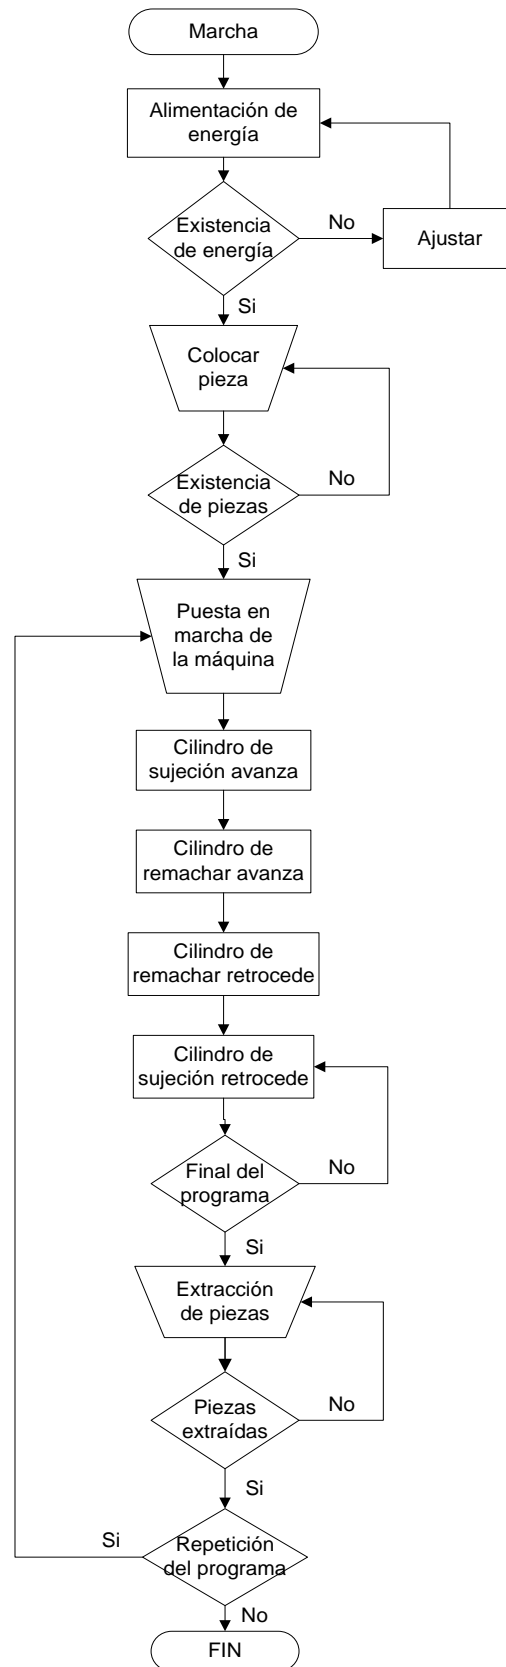 Marcha
Alimentación de
energía
Existencia
de energía
No
Ajustar
Si
Colocar
pieza
Existencia
de piezas
No
Si
Puesta en
marcha de
la máquina
Cilindro de
sujeción avanza
Cilindro de
remachar avanza
Cilindro de
remachar retrocede
Cilindro de
sujeción retrocede
Final del
programa
No
Si
Extracción
de piezas
Piezas
extraídas
No
Si
Si
Repetición
del programa
No
FIN